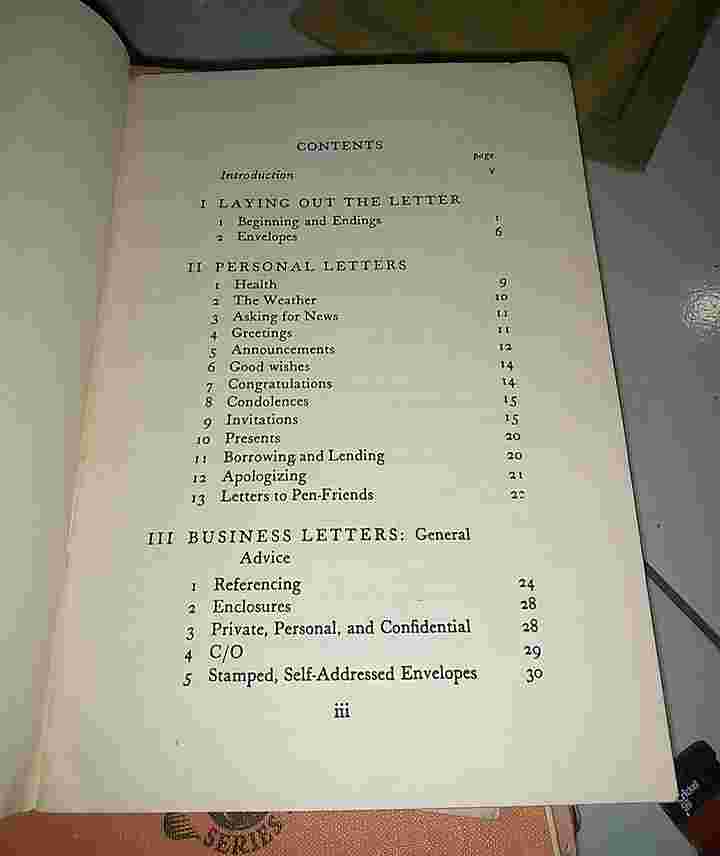 CONTENTS
page
Introduction v
I LAYING OUT THE LETTER
1 Beginning and Endings 1
2 Envelopes 6
II PERSONAL LETTERS
1 Health 9
2 The Weather 10
3 Asking for News 11
4 Greetings 11
5 Announcements 12
6 Good wishes 14
7 Congratulations 14
8 Condolences 15
9 Invitations 15
10 Presents 20
11 Borrowing and Lending 20
12 Apologizing 21
13 Letters to Pen-Friends 22
III BUSINESS LETTERS: General
Advice
1 Referencing 24
2 Enclosures 28
3 Private, Personal, and Confidential 28
4 C/O 29
5 Stamped, Self-Addressed Envelopes 30
iii
SERIES